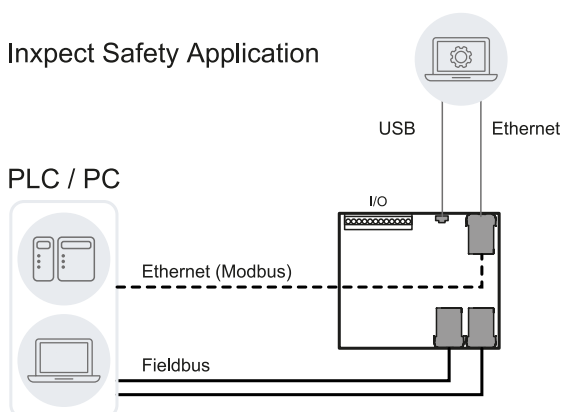 Inxpect Safety Application
USB
Ethernet
PLC / PC
I/O
Ethernet (Modbus)
Fieldbus